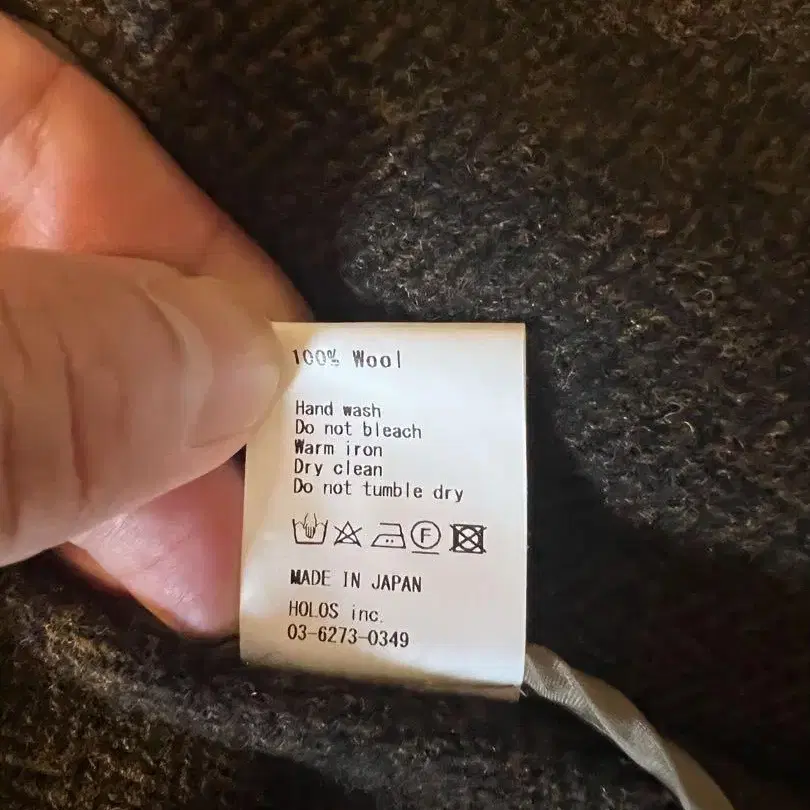 100% Wool
Hand wash
Do not bleach
Warm iron
Dry clean
Do not tumble dry
F
MADE IN JAPAN
HOLOS inc.
03-6273-0349